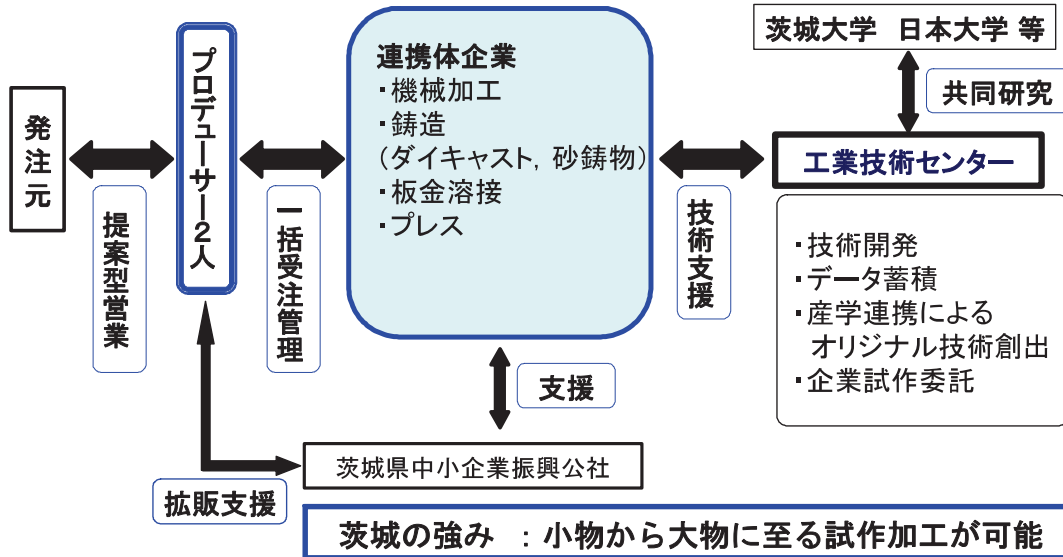 発注元
提案型営業
プロデューサー2人
一括受注管理
連携体企業
・機械加工
・鋳造
(ダイキャスト, 砂鋳物)
・板金溶接
・プレス
技術支援
茨城大学 日本大学 等
共同研究
工業技術センター
・技術開発
・データ蓄積
・産学連携による
オリジナル技術創出
・企業試作委託
支援
茨城県中小企業振興公社
拡販支援
茨城の強み :小物から大物に至る試作加工が可能